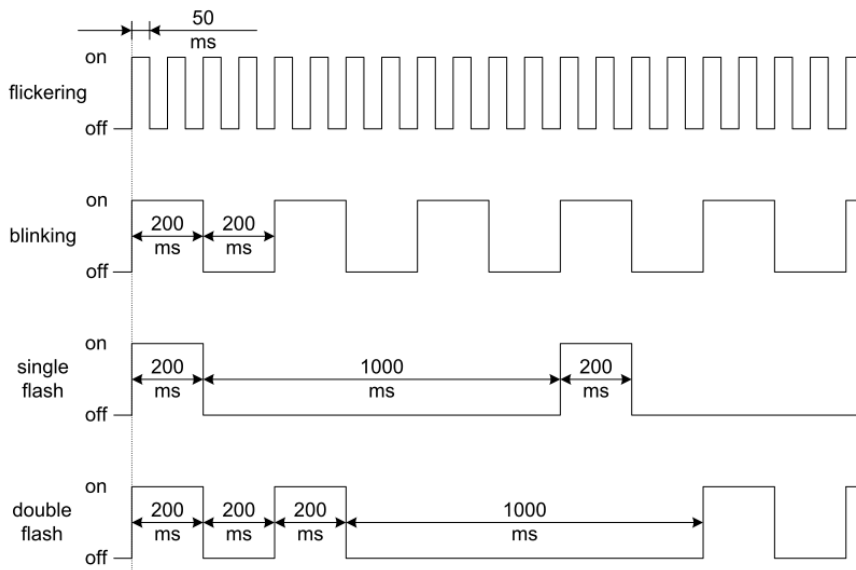 50
ms
on
flickering
off
on
200 200
blinking
ms ms
off
on
single 200 1000 200
flash ms ms ms
off
on
double 200 200 200 1000
flash ms ms ms ms
off